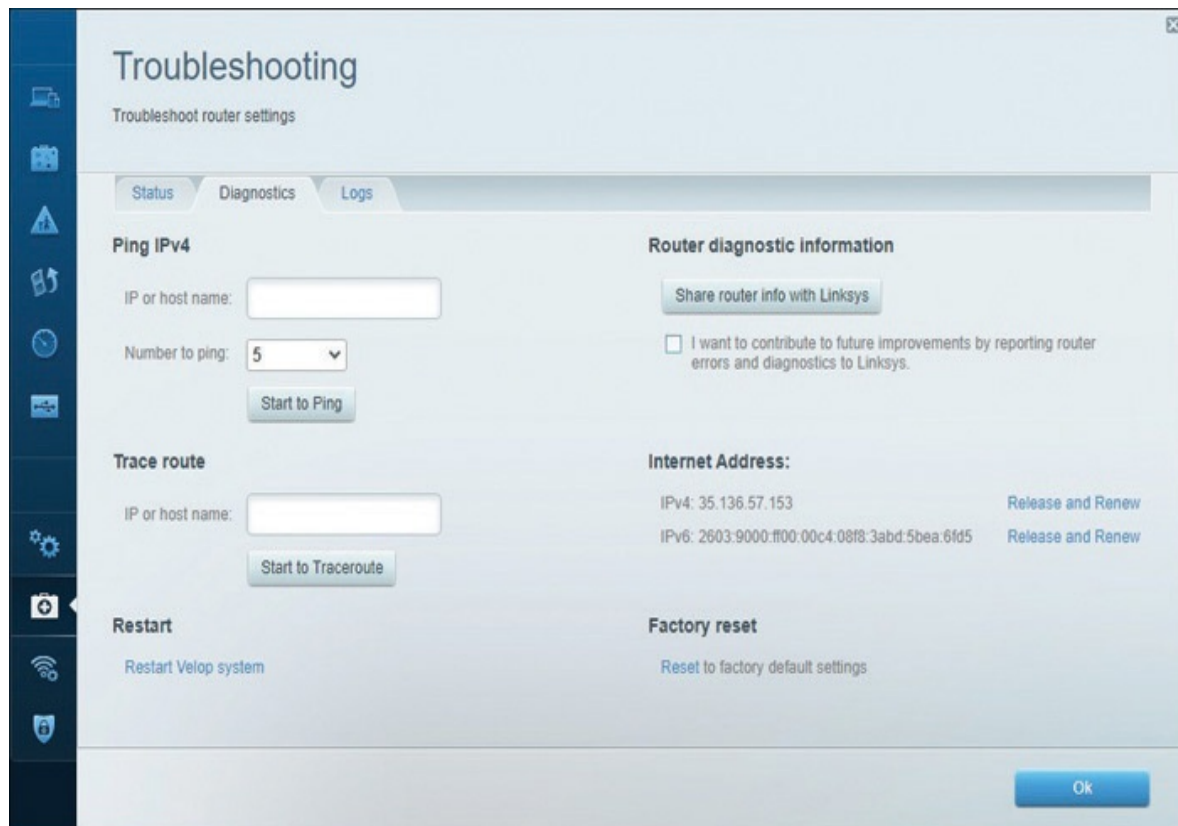 Troubleshooting
Troubleshoot router settings
Status
Diagnostics
Logs
Ping IPv4
IP or host name:
Number to ping:
5
Start to Ping
Router diagnostic information
Share router info with Linksys
I want to contribute to future improvements by reporting router
errors and diagnostics to Linksys.
Trace route
IP or host name:
Start to Traceroute
Internet Address:
IPv4: 35.136.57.153 Release and Renew
IPv6: 2603:9000:ff00:00c4:08f8:3abd:5bea:6fd5 Release and Renew
Restart
Restart Velop system
Factory reset
Reset to factory default settings
Ok